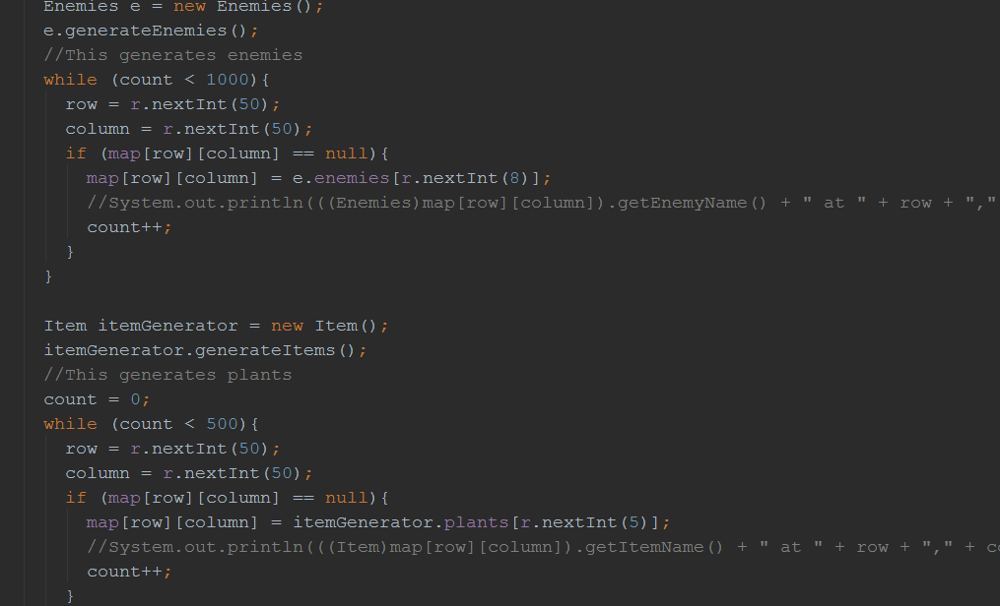 Enemies e = new Enemies();
e.generateEnemies();
//This generates enemies
while (count < 1000){
row = r.nextInt(50);
column = r.nextInt(50);
if (map[row][column] == null){
map[row][column] = e.enemies[r.nextInt(8)];
//System.out.println(((Enemies)map[row][column]).getEnemyName() + " at " + row + ","
count++;
}
}
Item itemGenerator = new Item();
itemGenerator.generateItems();
//This generates plants
count = 0;
while (count < 500){
row = r.nextInt(50);
column = r.nextInt(50);
if (map[row][column] == null){
map[row][column] = itemGenerator.plants[r.nextInt(5)];
//System.out.println(((Item)map[row][column]).getItemName() + " at " + row + "," +
count++;
}